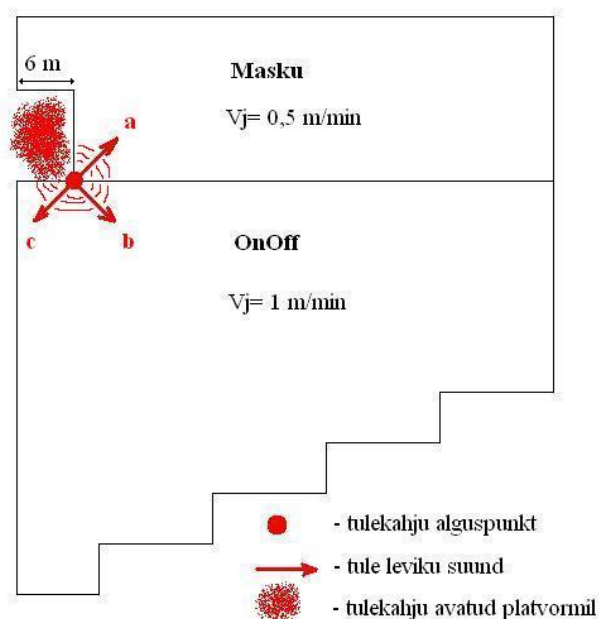 6 m
Masku
Vj= 0,5 m/min
a
c
b
OnOff
Vj= 1 m/min
- tulekahju alguspunkt
- tule leviku suund
- tulekahju avatud platvormil